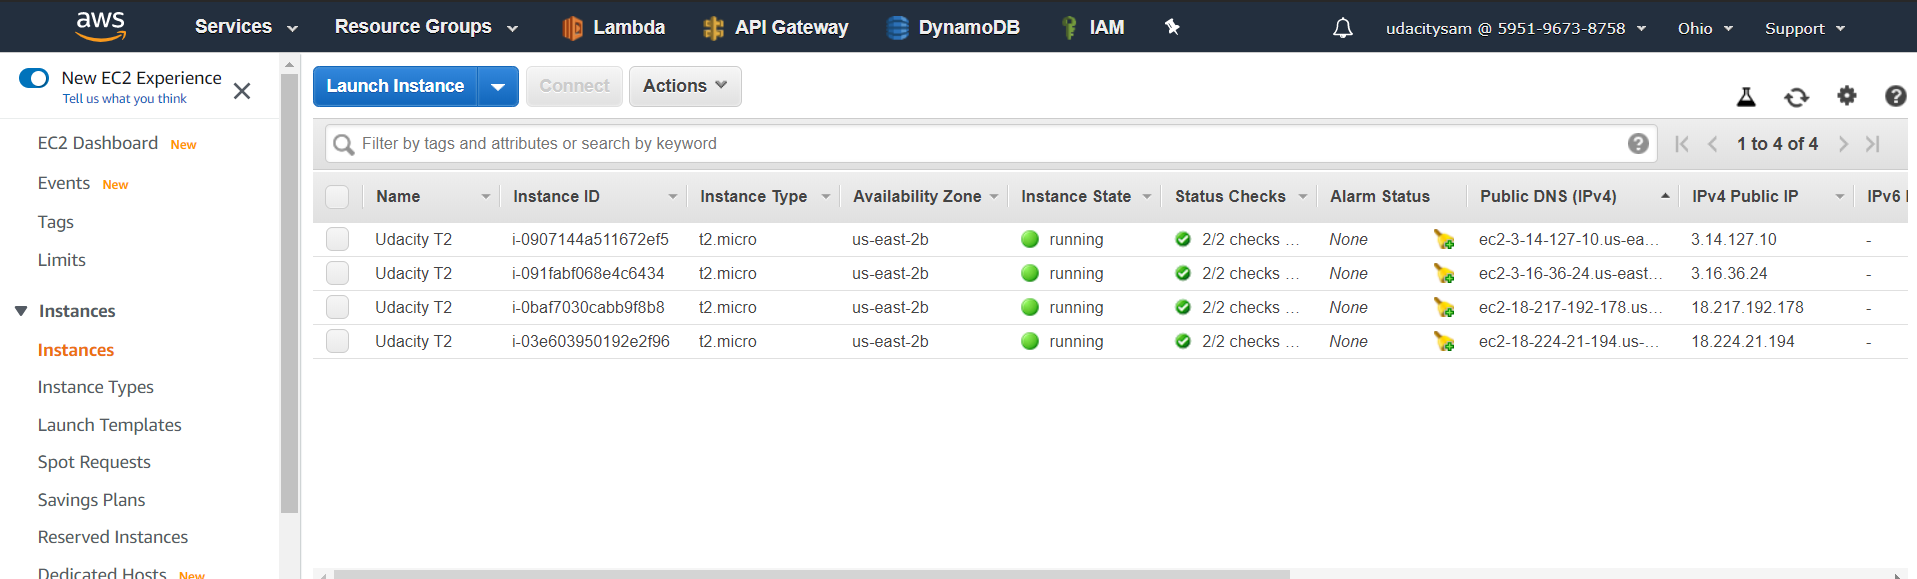 aws Services Resource Groups Lambda API Gateway DynamoDB IAM udacitysam @ 5951-9673-8758 Ohio Support
New EC2 Experience
Tell us what you think
EC2 Dashboard New
Events New
Tags
Limits
Instances
Instances
Instance Types
Launch Templates
Spot Requests
Savings Plans
Reserved Instances
Dedicated Hosts New
Launch Instance Connect Actions
Filter by tags and attributes or search by keyword 1 to 4 of 4
Name Instance ID Instance Type Availability Zone Instance State Status Checks Alarm Status Public DNS (IPv4) IPv4 Public IP IPv6
Udacity T2 i-0907144a511672ef5 t2.micro us-east-2b running 2/2 checks ... None ec2-3-14-127-10.us-ea... 3.14.127.10 -
Udacity T2 i-091fabf068e4c6434 t2.micro us-east-2b running 2/2 checks ... None ec2-3-16-36-24.us-east... 3.16.36.24 -
Udacity T2 i-0baf7030cabb9f8b8 t2.micro us-east-2b running 2/2 checks ... None ec2-18-217-192-178.us... 18.217.192.178 -
Udacity T2 i-03e603950192e2f96 t2.micro us-east-2b running 2/2 checks ... None ec2-18-224-21-194.us-... 18.224.21.194 -